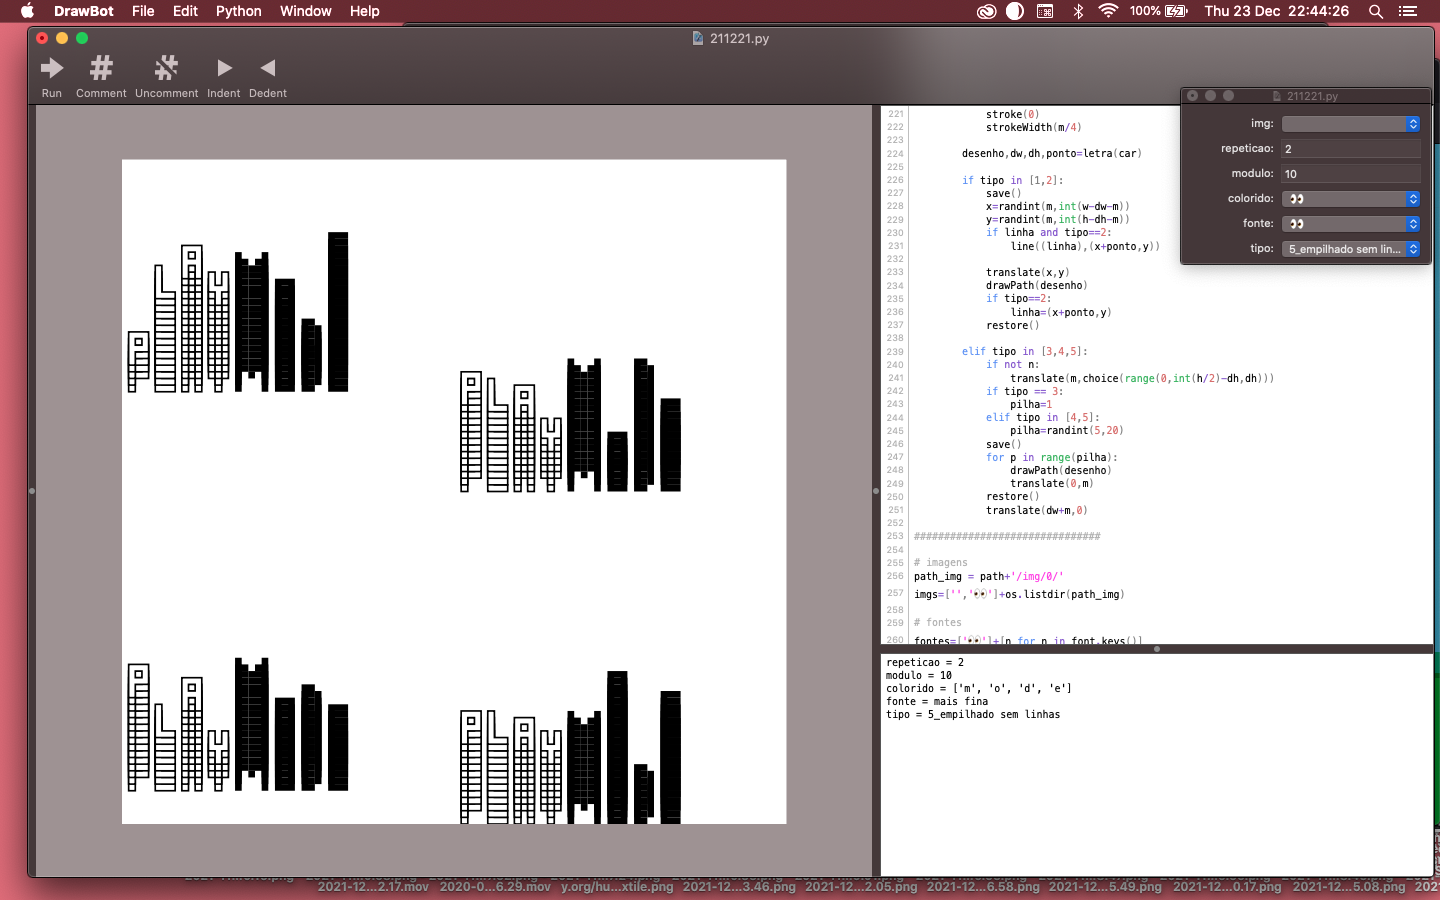 DrawBot File Edit Python Window Help 100% Thu 23 Dec 22:44:26
211221.py
Run Comment Uncomment Indent Dedent
211221.py
img:
repeticao: 2
modulo: 10
colorido: 👀
fonte: 👀
tipo: 5_empilhado sem lin...
221 stroke(0)
222 strokeWidth(m/4)
223
224 desenho,dw,dh,ponto=letra(car)
225
226 if tipo in [1,2]:
227 save()
228 x=randint(m,int(w-dw-m))
229 y=randint(m,int(h-dh-m))
230 if linha and tipo==2:
231 line((linha),(x+ponto,y))
232
233 translate(x,y)
234 drawPath(desenho)
235 if tipo==2:
236 linha=(x+ponto,y)
237 restore()
238
239 elif tipo in [3,4,5]:
240 if not n:
241 translate(m,choice(range(0,int(h/2)-dh,dh)))
242 if tipo == 3:
243 pilha=1
244 elif tipo in [4,5]:
245 pilha=randint(5,20)
246 save()
247 for p in range(pilha):
248 drawPath(desenho)
249 translate(0,m)
250 restore()
251 translate(dw+m,0)
252
253 ###############################
254
255 # imagens
256 path_img = path+'/img/0/'
257 imgs=['','👀']+os.listdir(path_img)
258
259 # fontes
260 fontes=['👀']+[n for n in font.keys()]
repeticao = 2
modulo = 10
colorido = ['m', 'o', 'd', 'e']
fonte = mais fina
tipo = 5_empilhado sem linhas
2021-12...2.17.mov 2020-0...6.29.mov y.org/hu...xtile.png 2021-12...3.46.png 2021-12...2.05.png 2021-12...6.58.png 2021-12...5.49.png 2021-12...0.17.png 2021-12...5.08.png